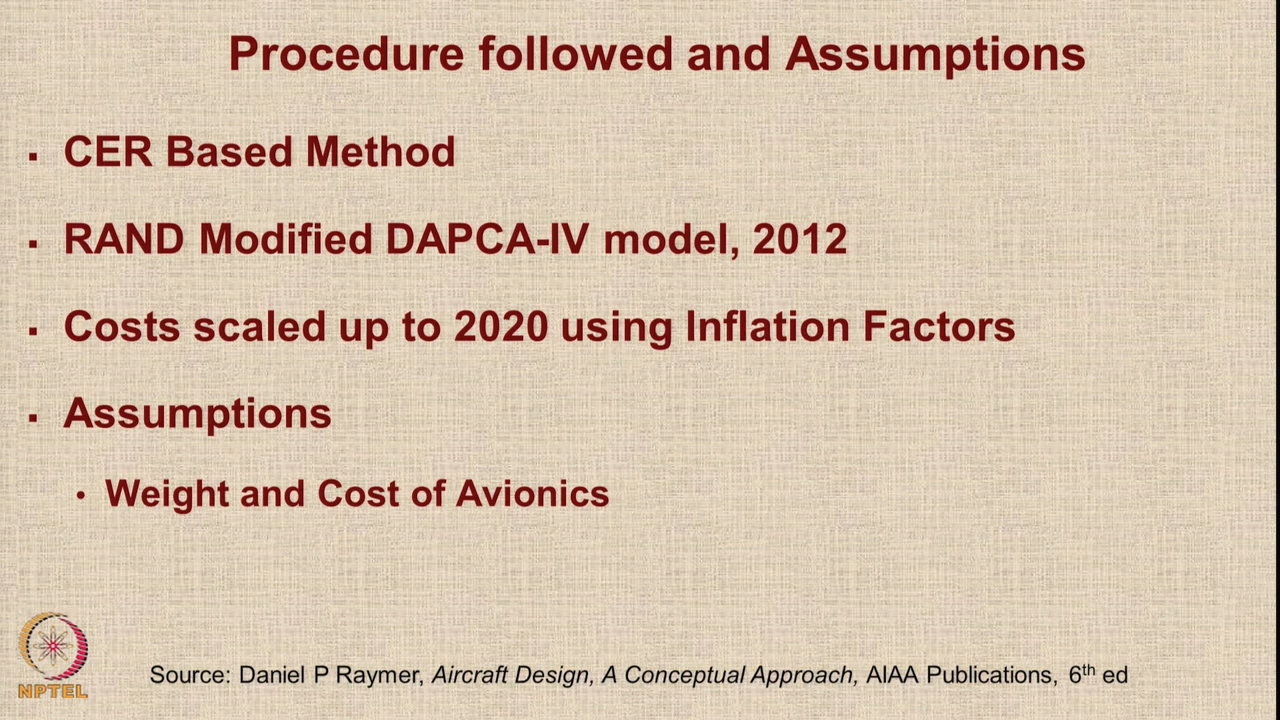 Procedure followed and Assumptions
▪ CER Based Method
▪ RAND Modified DAPCA-IV model, 2012
▪ Costs scaled up to 2020 using Inflation Factors
▪ Assumptions
• Weight and Cost of Avionics
Source: Daniel P Raymer, Aircraft Design, A Conceptual Approach, AIAA Publications, 6th ed
NPTEL